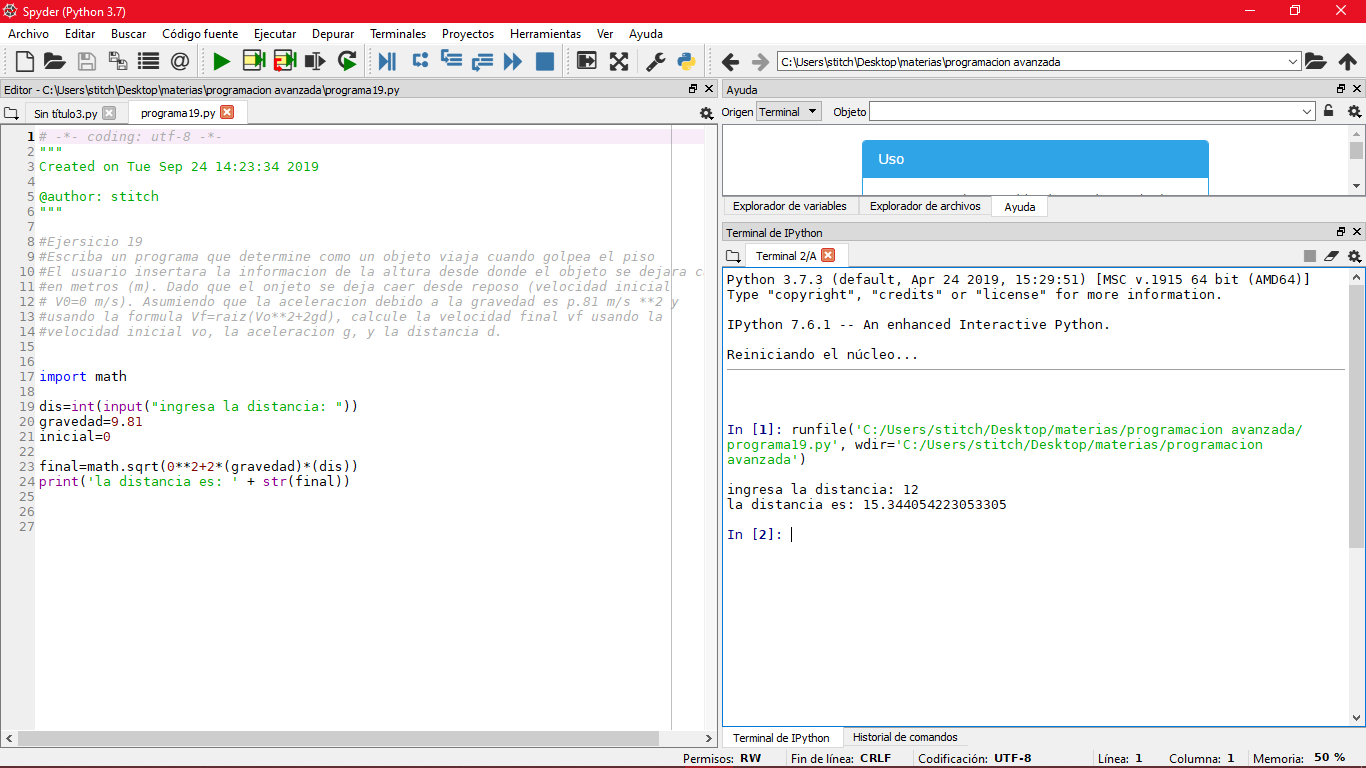 Spyder (Python 3.7)
Archivo Editar Buscar Código fuente Ejecutar Depurar Terminales Proyectos Herramientas Ver Ayuda
C:\Users\stitch\Desktop\materias\programacion avanzada
Editor - C:\Users\stitch\Desktop\materias\programacion avanzada\programa19.py
Sin título3.py programa19.py
1 # -*- coding: utf-8 -*-
2 """
3 Created on Tue Sep 24 14:23:34 2019
4
5 @author: stitch
6 """
7
8 #Ejersicio 19
9 #Escriba un programa que determine como un objeto viaja cuando golpea el piso
10 #El usuario insertara la informacion de la altura desde donde el objeto se dejara c
11 #en metros (m). Dado que el onjeto se deja caer desde reposo (velocidad inicial
12 # V0=0 m/s). Asumiendo que la aceleracion debido a la gravedad es p.81 m/s **2 y
13 #usando la formula Vf=raiz(Vo**2+2gd), calcule la velocidad final vf usando la
14 #velocidad inicial vo, la aceleracion g, y la distancia d.
15
16
17 import math
18
19 dis=int(input("ingresa la distancia: "))
20 gravedad=9.81
21 inicial=0
22
23 final=math.sqrt(0**2+2*(gravedad)*(dis))
24 print('la distancia es: ' + str(final))
25
26
27
Ayuda
Origen Terminal Objeto
Uso
Explorador de variables Explorador de archivos Ayuda
Terminal de IPython
Terminal 2/A
Python 3.7.3 (default, Apr 24 2019, 15:29:51) [MSC v.1915 64 bit (AMD64)]
Type "copyright", "credits" or "license" for more information.
IPython 7.6.1 -- An enhanced Interactive Python.
Reiniciando el núcleo...
In [1]: runfile('C:/Users/stitch/Desktop/materias/programacion avanzada/
programa19.py', wdir='C:/Users/stitch/Desktop/materias/programacion
avanzada')
ingresa la distancia: 12
la distancia es: 15.344054223053305
In [2]:
Terminal de IPython Historial de comandos
Permisos: RW Fin de línea: CRLF Codificación: UTF-8 Línea: 1 Columna: 1 Memoria: 50 %